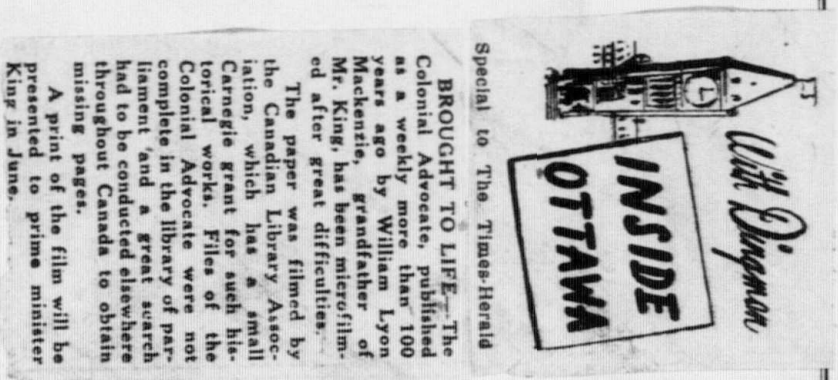 With Dingman
INSIDE
OTTAWA
Special to The Times-Herald
BROUGHT TO LIFE—The
Colonial Advocate, published
as a weekly more than 100
years ago by William Lyon
Mackenzie, grandfather of
Mr. King, has been microfilm-
ed after great difficulties.
The paper was filmed by
the Canadian Library Assoc-
iation, which has a small
Carnegie grant for such his-
torical works. Files of the
Colonial Advocate were not
complete in the library of par-
liament and a great search
had to be conducted elsewhere
throughout Canada to obtain
missing pages.
A print of the film will be
presented to prime minister
King in June.